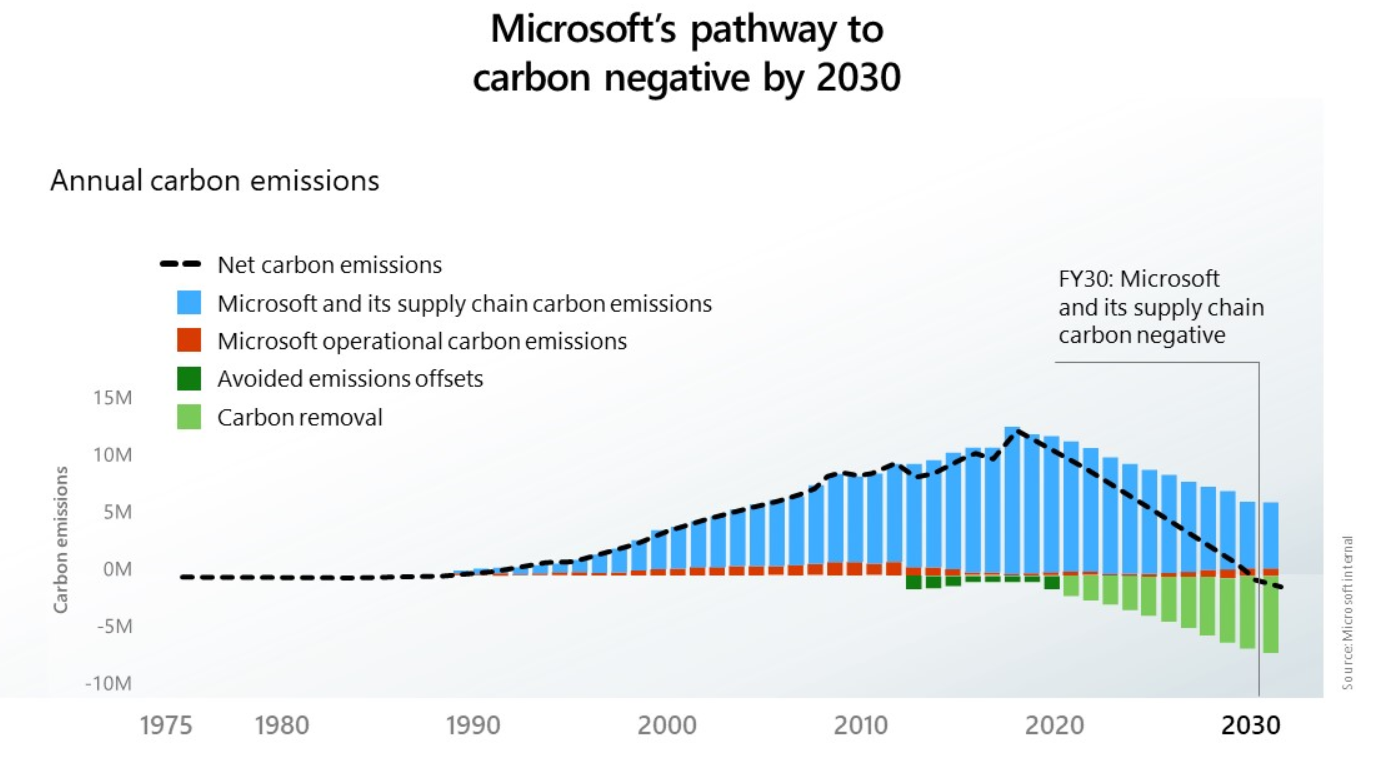 Microsoft's pathway to
carbon negative by 2030
Annual carbon emissions
Net carbon emissions
Microsoft and its supply chain carbon emissions
Microsoft operational carbon emissions
Avoided emissions offsets
Carbon removal
FY30: Microsoft
and its supply chain
carbon negative
15M
10M
5M
0M
-5M
-10M
Carbon emissions
1975 1980 1990 2000 2010 2020 2030
Source: Microsoft internal